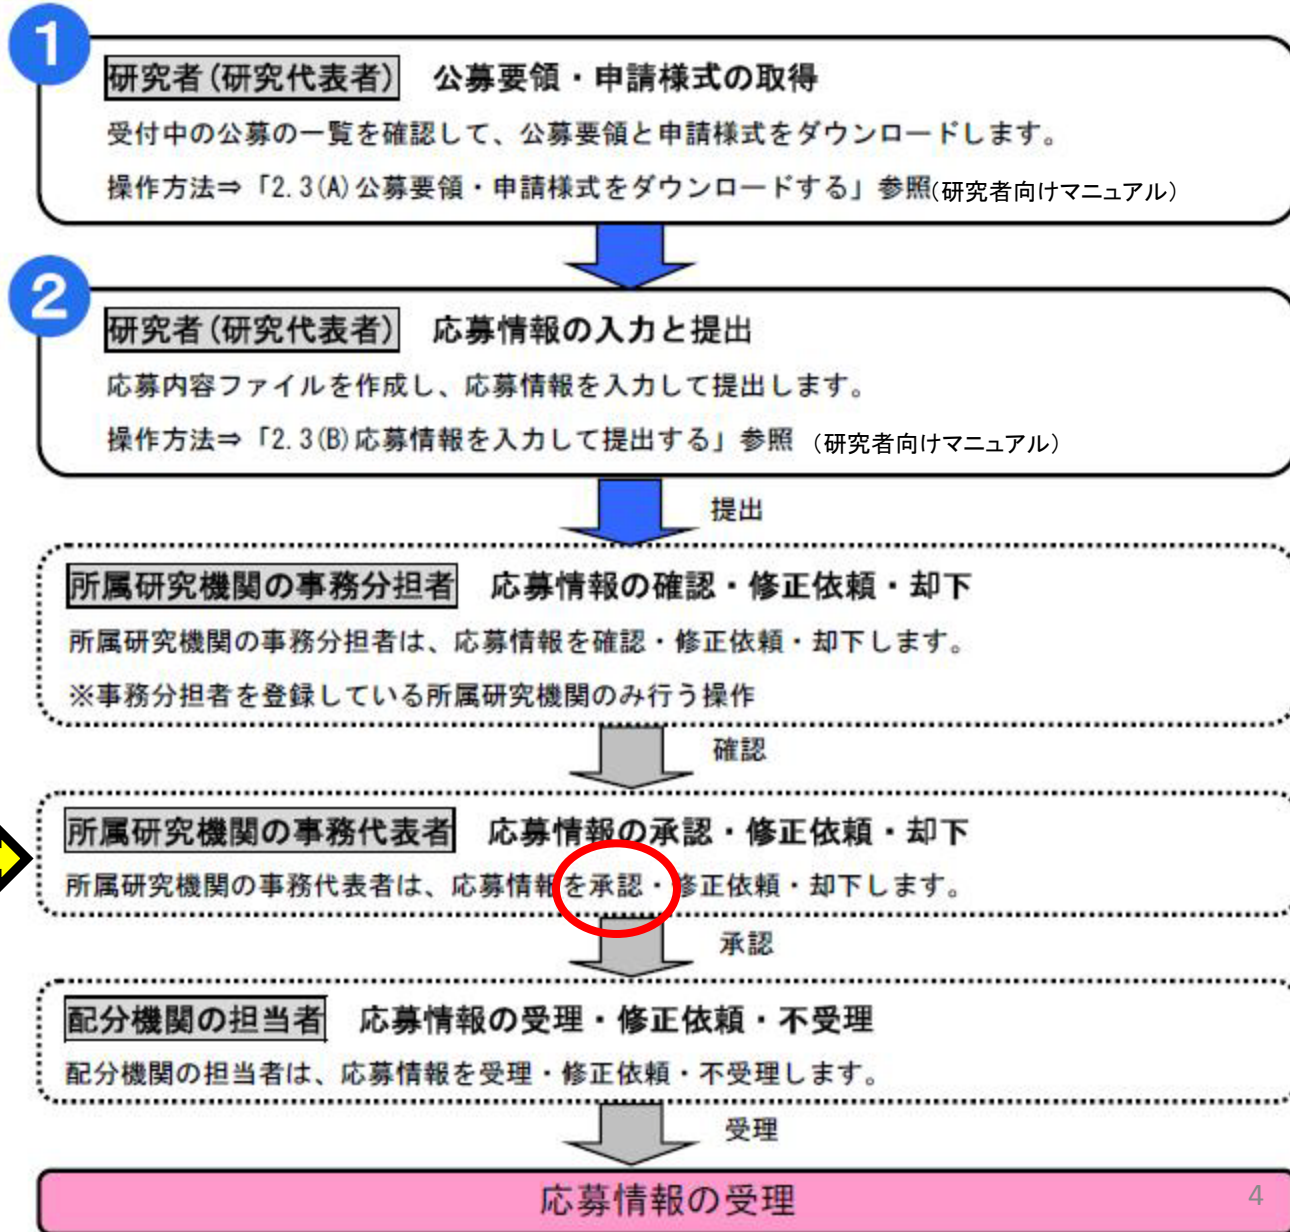 1
研究者(研究代表者) 公募要領・申請様式の取得
受付中の公募の一覧を確認して、公募要領と申請様式をダウンロードします。
操作方法⇒「2.3(A)公募要領・申請様式をダウンロードする」参照(研究者向けマニュアル)
2
研究者(研究代表者) 応募情報の入力と提出
応募内容ファイルを作成し、応募情報を入力して提出します。
操作方法⇒「2.3(B)応募情報を入力して提出する」参照 (研究者向けマニュアル)
提出
所属研究機関の事務分担者 応募情報の確認・修正依頼・却下
所属研究機関の事務分担者は、応募情報を確認・修正依頼・却下します。
※事務分担者を登録している所属研究機関のみ行う操作
確認
所属研究機関の事務代表者 応募情報の承認・修正依頼・却下
所属研究機関の事務代表者は、応募情報を承認・修正依頼・却下します。
承認
配分機関の担当者 応募情報の受理・修正依頼・不受理
配分機関の担当者は、応募情報を受理・修正依頼・不受理します。
受理
応募情報の受理
4